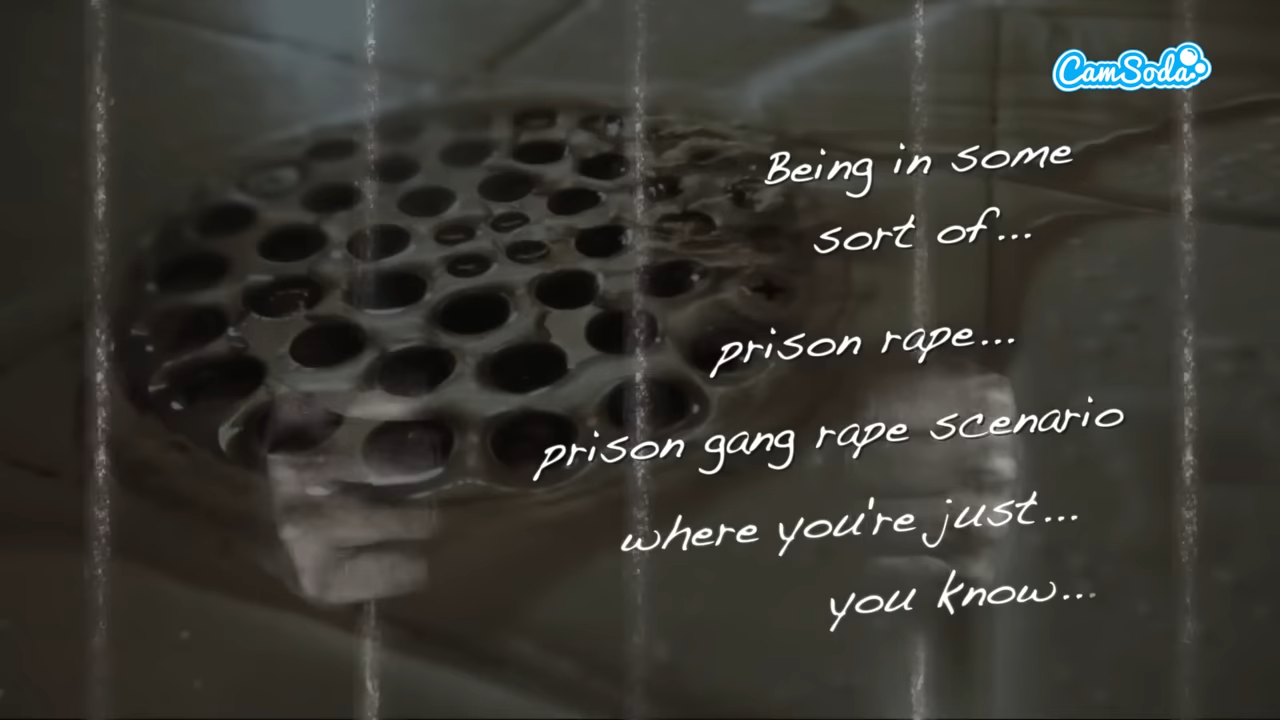 CamSoda
Being in some
sort of...
prison rape...
prison gang rape scenario
where you're just...
you know...